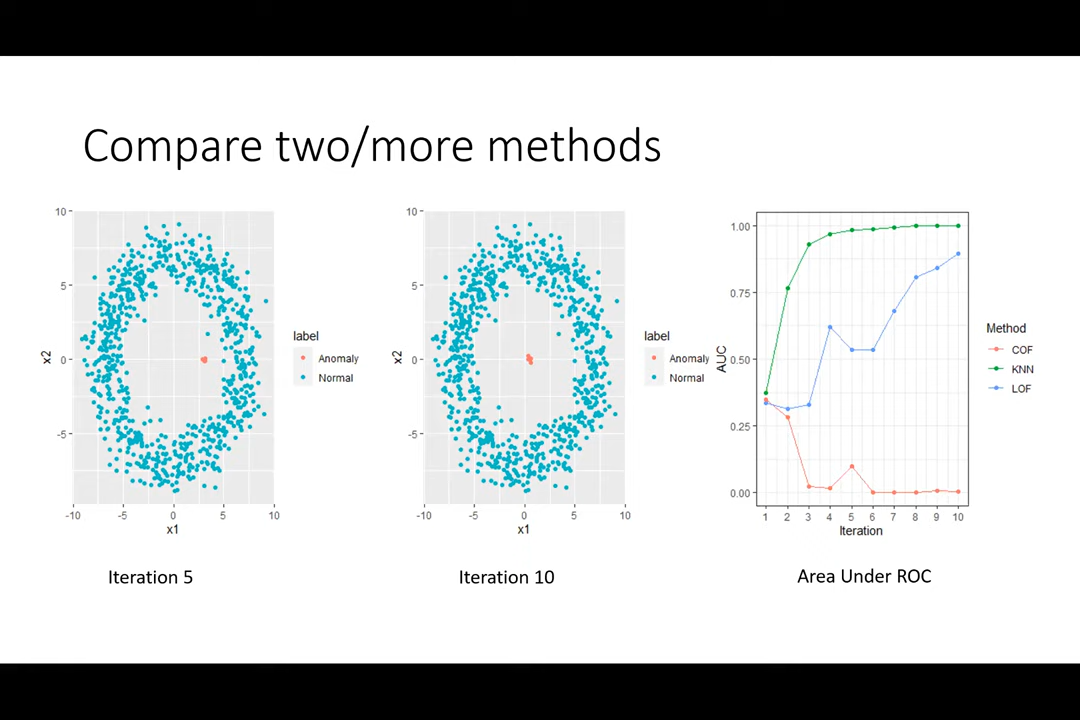 Compare two/more methods
10
5
0
-5
x2
-10 -5 0 5 10
x1
label
Anomaly
Normal
Iteration 5
10
5
0
-5
x2
-10 -5 0 5 10
x1
label
Anomaly
Normal
Iteration 10
1.00
0.75
0.50
0.25
0.00
AUC
1 2 3 4 5 6 7 8 9 10
Iteration
Method
COF
KNN
LOF
Area Under ROC